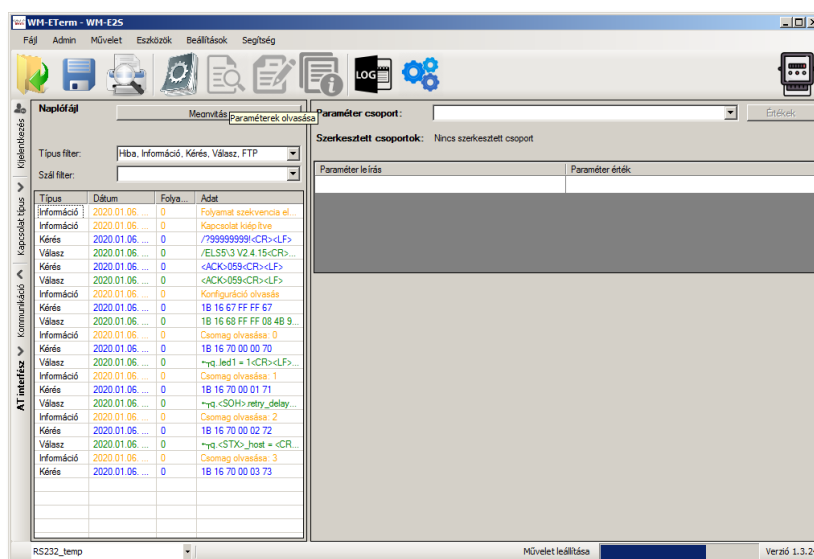 WM-ETerm - WM-E2S
Fájl Admin Művelet Eszközök Beállítások Segítség
LOG
Kijelentkezés
Kapcsolat típus
Kommunikáció
AT interfész
Naplófájl
Megnyitás
Paraméterek olvasása
Típus filter: Hiba, Információ, Kérés, Válasz, FTP
Szál filter:
Típus Dátum Folya... Adat
Információ 2020.01.06. ... 0 Folyamat szekvencia el...
Információ 2020.01.06. ... 0 Kapcsolat kiépítve
Kérés 2020.01.06. ... 0 /?99999999!<CR><LF>
Válasz 2020.01.06. ... 0 /ELS5\3 V2.4.15<CR>...
Kérés 2020.01.06. ... 0 <ACK>059<CR><LF>
Válasz 2020.01.06. ... 0 <ACK>059<CR><LF>
Információ 2020.01.06. ... 0 Konfiguráció olvasás
Kérés 2020.01.06. ... 0 1B 16 67 FF FF 67
Válasz 2020.01.06. ... 0 1B 16 68 FF FF 08 4B 9...
Információ 2020.01.06. ... 0 Csomag olvasása: 0
Kérés 2020.01.06. ... 0 1B 16 70 00 00 70
Válasz 2020.01.06. ... 0 ←┬q..led1 = 1<CR><LF>...
Információ 2020.01.06. ... 0 Csomag olvasása: 1
Kérés 2020.01.06. ... 0 1B 16 70 00 01 71
Válasz 2020.01.06. ... 0 ←┬q.<SOH>.retry_delay...
Információ 2020.01.06. ... 0 Csomag olvasása: 2
Kérés 2020.01.06. ... 0 1B 16 70 00 02 72
Válasz 2020.01.06. ... 0 ←┬q.<STX>_host = <CR...
Információ 2020.01.06. ... 0 Csomag olvasása: 3
Kérés 2020.01.06. ... 0 1B 16 70 00 03 73
Paraméter csoport:
Értékek
Szerkesztett csoportok: Nincs szerkesztett csoport
Paraméter leírás Paraméter érték
RS232_temp
Művelet leállítása
Verzió 1.3.2